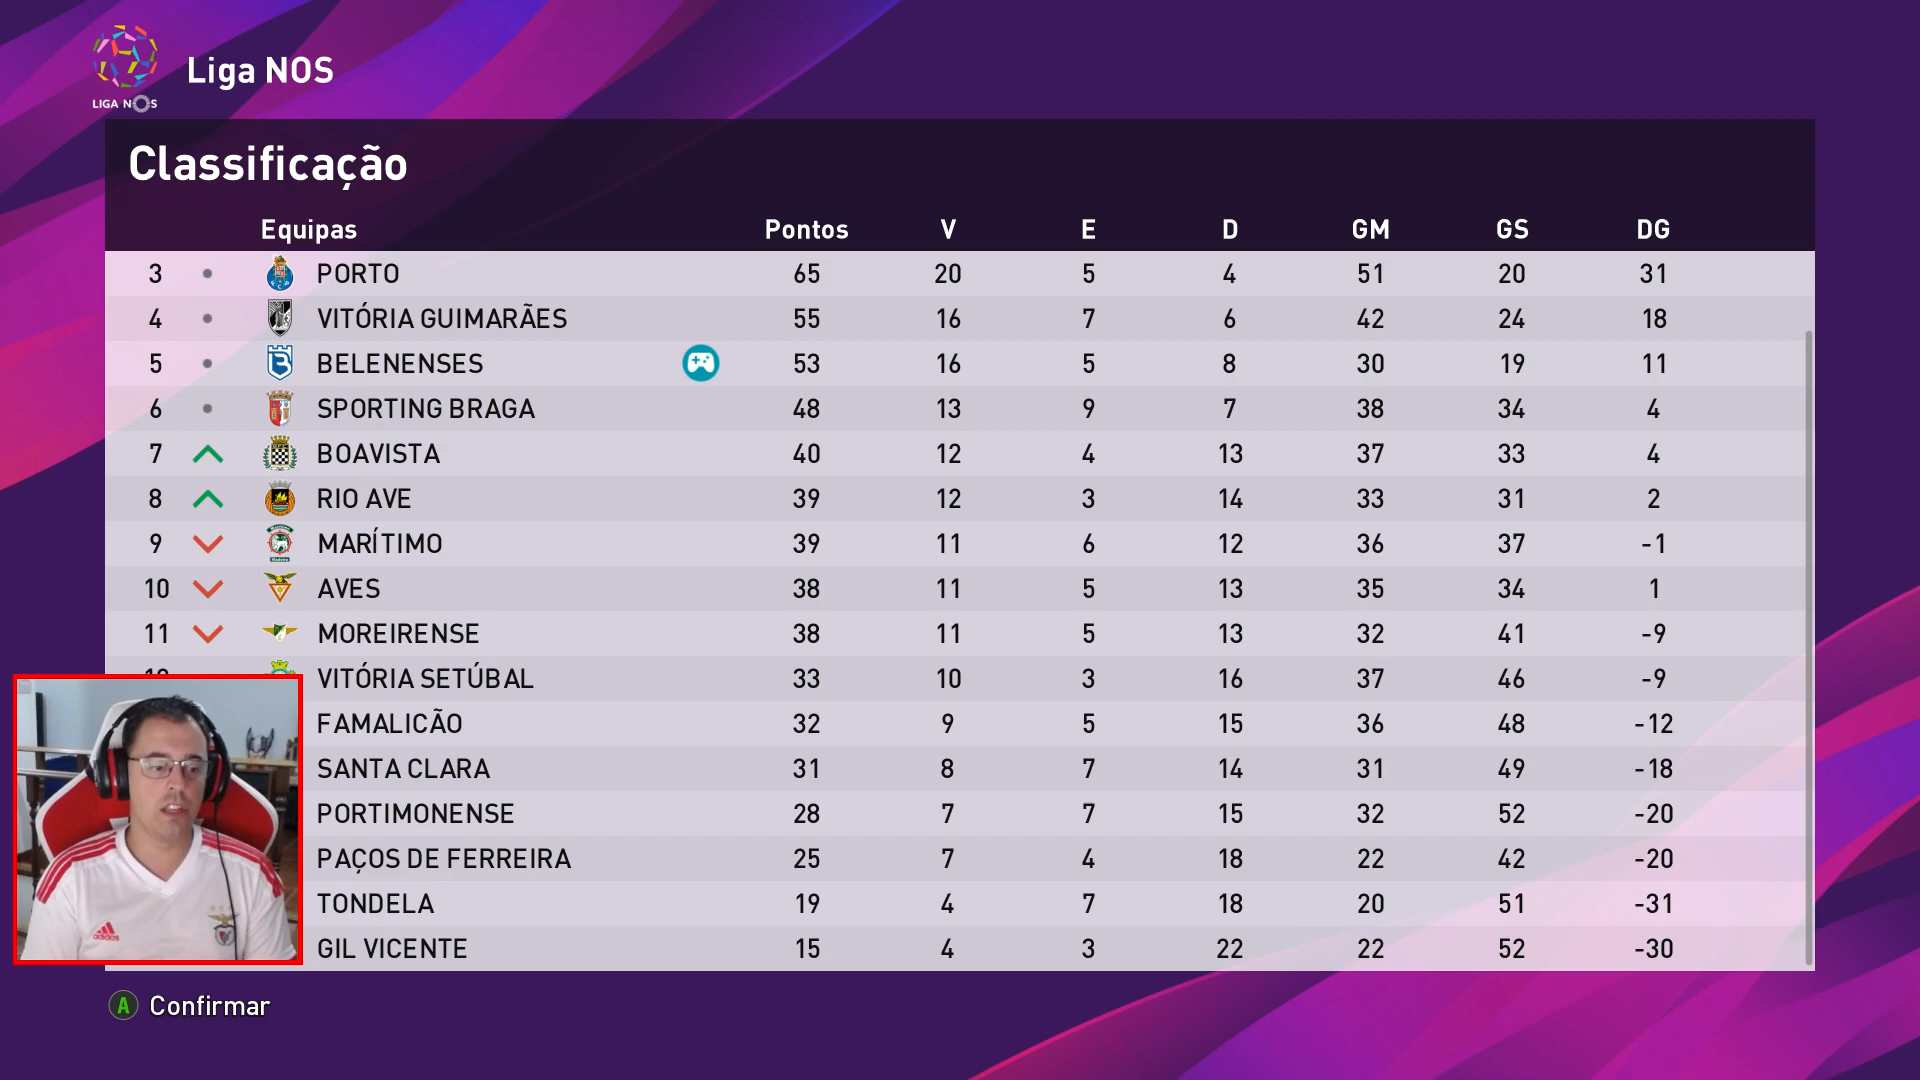 LIGA NOS
Liga NOS
Classificação
Equipas Pontos V E D GM GS DG
3 PORTO 65 20 5 4 51 20 31
4 VITÓRIA GUIMARÃES 55 16 7 6 42 24 18
5 BELENENSES 53 16 5 8 30 19 11
6 SPORTING BRAGA 48 13 9 7 38 34 4
7 BOAVISTA 40 12 4 13 37 33 4
8 RIO AVE 39 12 3 14 33 31 2
9 MARÍTIMO 39 11 6 12 36 37 -1
10 AVES 38 11 5 13 35 34 1
11 MOREIRENSE 38 11 5 13 32 41 -9
VITÓRIA SETÚBAL 33 10 3 16 37 46 -9
FAMALICÃO 32 9 5 15 36 48 -12
SANTA CLARA 31 8 7 14 31 49 -18
PORTIMONENSE 28 7 7 15 32 52 -20
PAÇOS DE FERREIRA 25 7 4 18 22 42 -20
TONDELA 19 4 7 18 20 51 -31
GIL VICENTE 15 4 3 22 22 52 -30
adidas
A Confirmar